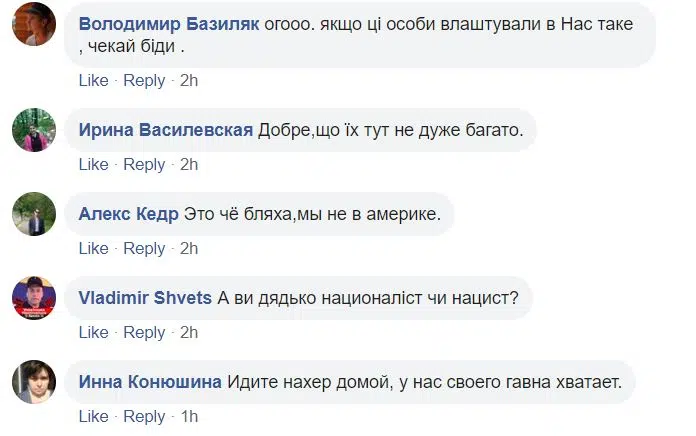 Володимир Базиляк огооо. якщо ці особи влаштували в Нас таке
, чекай біди .
Like · Reply · 2h
Ирина Василевская Добре,що їх тут не дуже багато.
Like · Reply · 2h
Алекс Кедр Это чё бляха,мы не в америке.
Like · Reply · 2h
Vladimir Shvets А ви дядько националіст чи нацист?
Like · Reply · 2h
Инна Конюшина Идите нахер домой, у нас своего гавна хватает.
Like · Reply · 1h